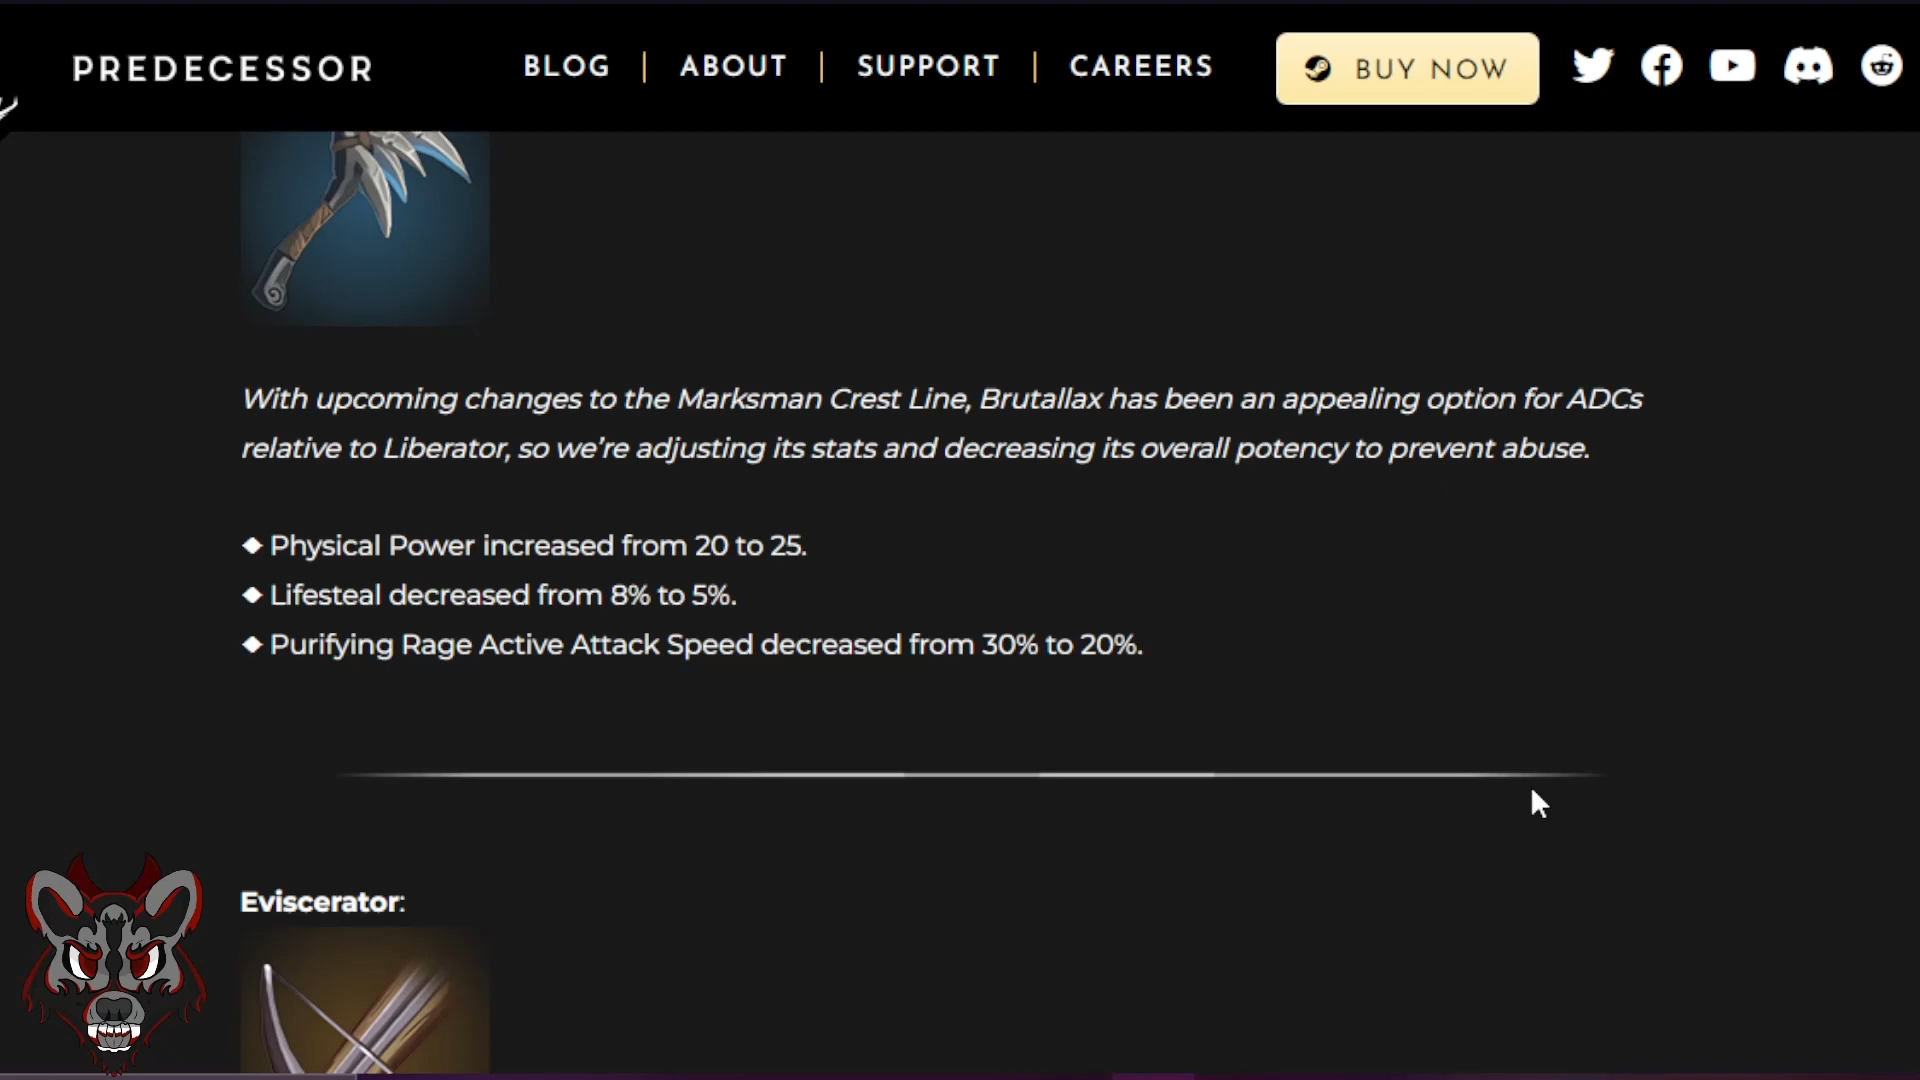 PREDECESSOR
BLOG | ABOUT | SUPPORT | CAREERS
BUY NOW
With upcoming changes to the Marksman Crest Line, Brutallax has been an appealing option for ADCs
relative to Liberator, so we’re adjusting its stats and decreasing its overall potency to prevent abuse.
◆ Physical Power increased from 20 to 25.
◆ Lifesteal decreased from 8% to 5%.
◆ Purifying Rage Active Attack Speed decreased from 30% to 20%.
Eviscerator: